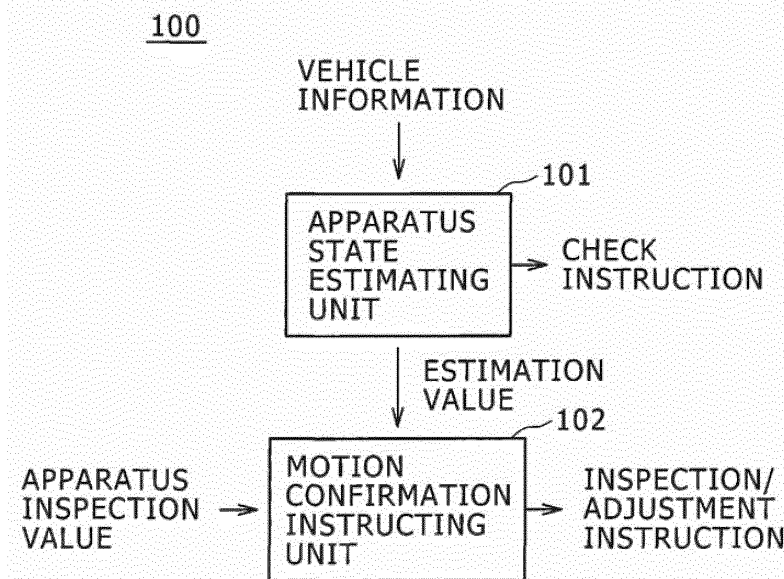 100
VEHICLE
INFORMATION
101
APPARATUS
STATE
ESTIMATING
UNIT
CHECK
INSTRUCTION
ESTIMATION
VALUE
102
APPARATUS
INSPECTION
VALUE
MOTION
CONFIRMATION
INSTRUCTING
UNIT
INSPECTION/
ADJUSTMENT
INSTRUCTION